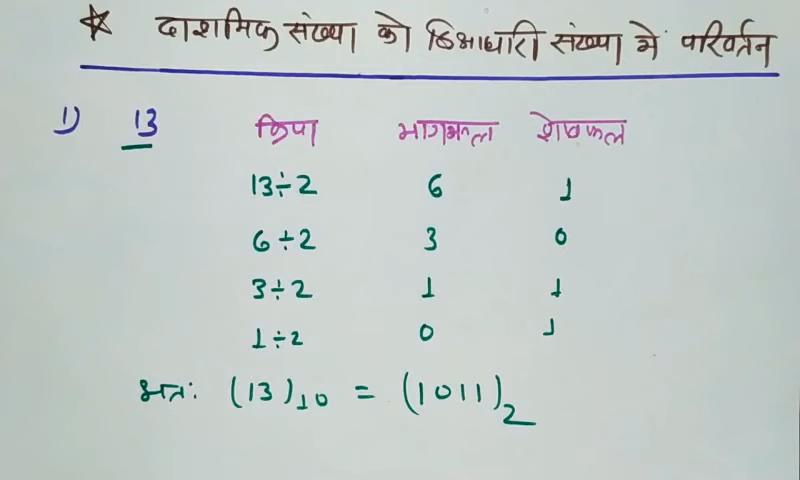 ☆ दाशमिक संख्या को द्विआधारी संख्या में परिवर्तन
1) 13 क्रिया भागफल शेषफल
13÷2 6 1
6÷2 3 0
3÷2 1 1
1÷2 0 1
अतः (13)₁₀ = (1011)₂